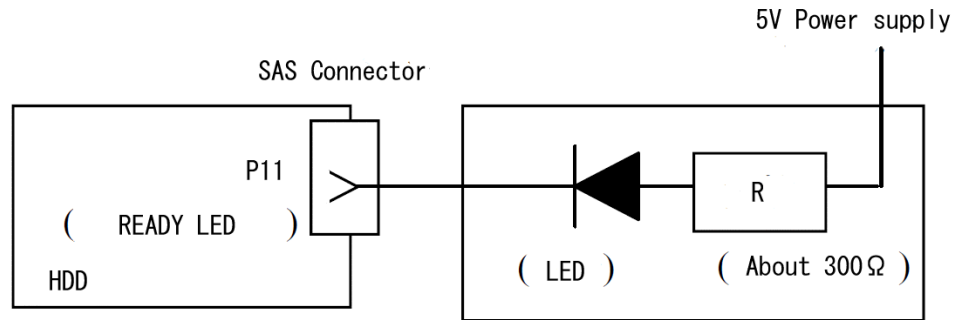 5V Power supply
SAS Connector
P11
( READY LED )
HDD
R
( LED )
( About 300Ω )